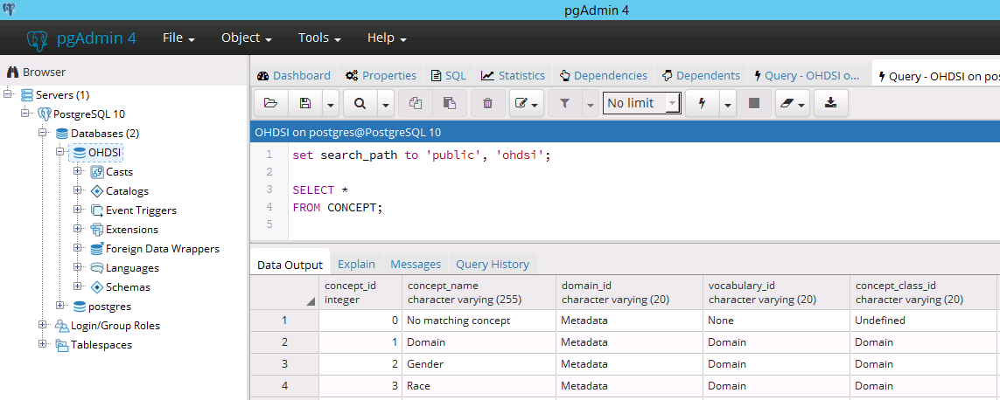 pgAdmin 4
pgAdmin 4 File Object Tools Help
Browser
Servers (1)
PostgreSQL 10
Databases (2)
OHDSI
Casts
Catalogs
Event Triggers
Extensions
Foreign Data Wrappers
Languages
Schemas
postgres
Login/Group Roles
Tablespaces
Dashboard Properties SQL Statistics Dependencies Dependents Query - OHDSI o... Query - OHDSI on pos
No limit
OHDSI on postgres@PostgreSQL 10
1 set search_path to 'public', 'ohdsi';
2
3 SELECT *
4 FROM CONCEPT;
5
Data Output Explain Messages Query History
concept_id concept_name domain_id vocabulary_id concept_class_id
integer character varying (255) character varying (20) character varying (20) character varying (20)
1 0 No matching concept Metadata None Undefined
2 1 Domain Metadata Domain Domain
3 2 Gender Metadata Domain Domain
4 3 Race Metadata Domain Domain